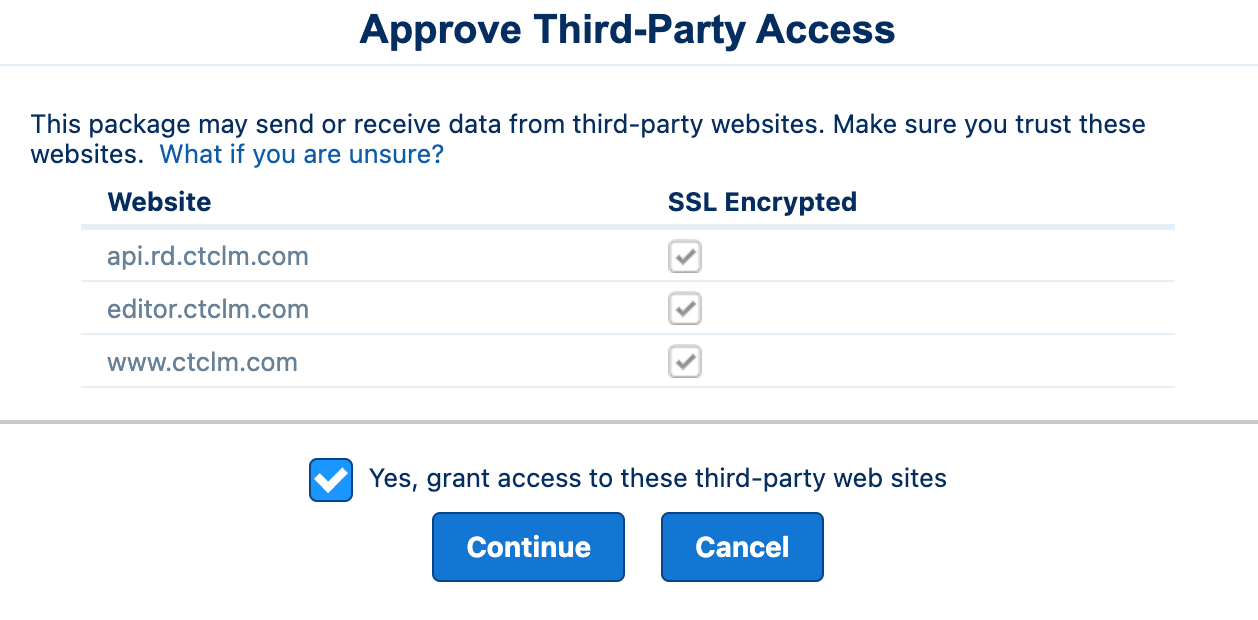 Approve Third-Party Access
This package may send or receive data from third-party websites. Make sure you trust these
websites. What if you are unsure?
Website SSL Encrypted
api.rd.ctclm.com
editor.ctclm.com
www.ctclm.com
Yes, grant access to these third-party web sites
Continue Cancel